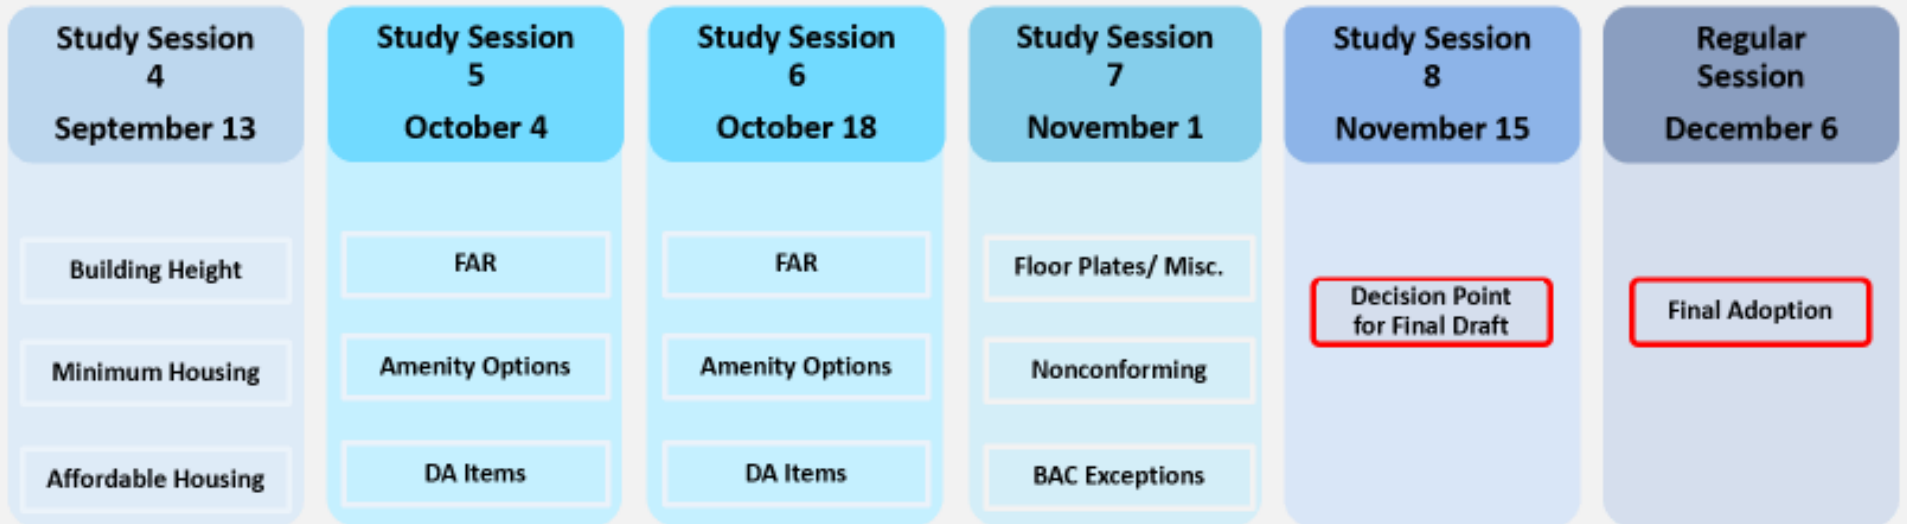 Study Session
4
September 13
Building Height
Minimum Housing
Affordable Housing
Study Session
5
October 4
FAR
Amenity Options
DA Items
Study Session
6
October 18
FAR
Amenity Options
DA Items
Study Session
7
November 1
Floor Plates/ Misc.
Nonconforming
BAC Exceptions
Study Session
8
November 15
Decision Point
for Final Draft
Regular
Session
December 6
Final Adoption